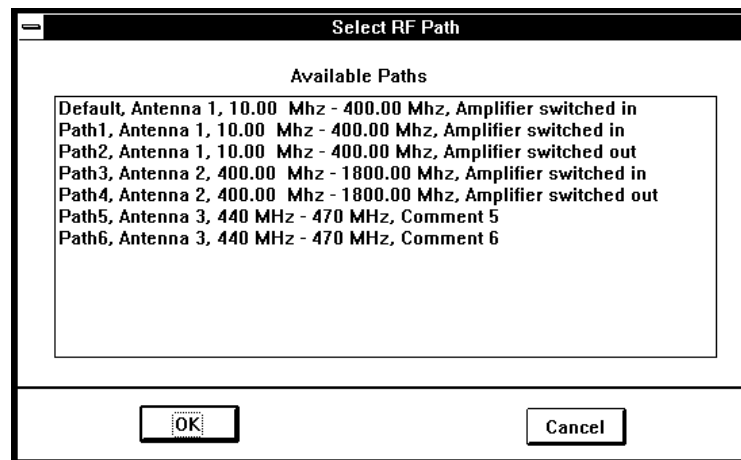 Select RF Path
Available Paths
Default, Antenna 1, 10.00  Mhz - 400.00 Mhz, Amplifier switched in
Path1, Antenna 1, 10.00  Mhz - 400.00 Mhz, Amplifier switched in
Path2, Antenna 1, 10.00  Mhz - 400.00 Mhz, Amplifier switched out
Path3, Antenna 2, 400.00  Mhz - 1800.00 Mhz, Amplifier switched in
Path4, Antenna 2, 400.00  Mhz - 1800.00 Mhz, Amplifier switched out
Path5, Antenna 3, 440 MHz - 470 MHz, Comment 5
Path6, Antenna 3, 440 MHz - 470 MHz, Comment 6
OK
Cancel